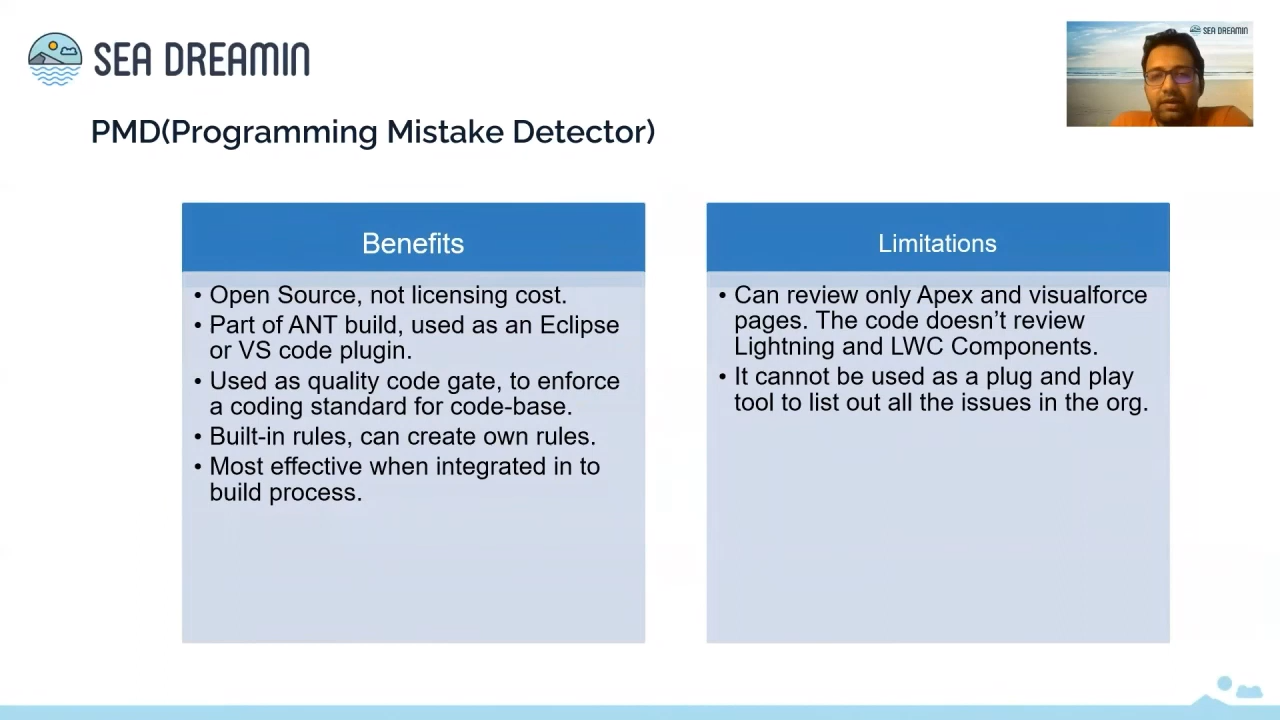 SEA DREAMIN
SEA DREAMIN
PMD(Programming Mistake Detector)
Benefits
• Open Source, not licensing cost.
• Part of ANT build, used as an Eclipse
or VS code plugin.
• Used as quality code gate, to enforce
a coding standard for code-base.
• Built-in rules, can create own rules.
• Most effective when integrated in to
build process.
Limitations
• Can review only Apex and visualforce
pages. The code doesn’t review
Lightning and LWC Components.
• It cannot be used as a plug and play
tool to list out all the issues in the org.